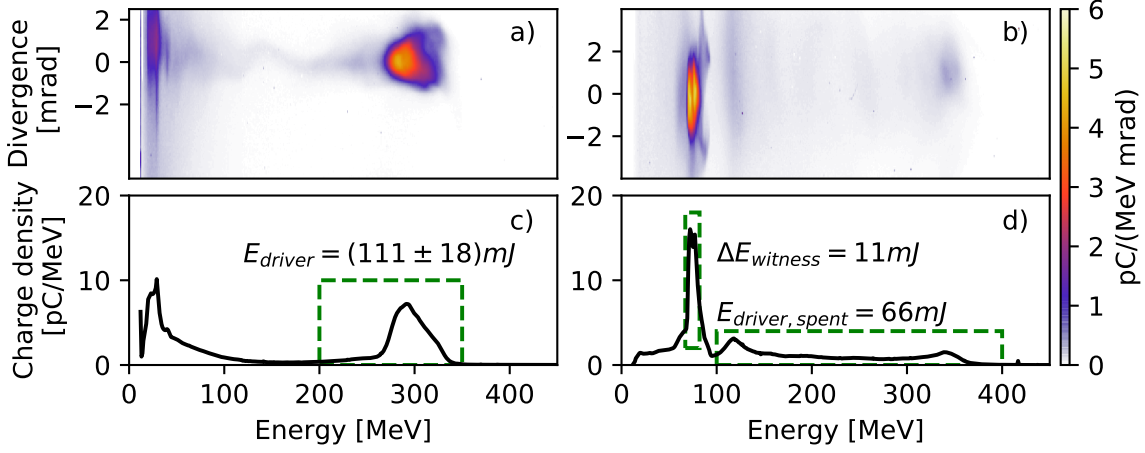 Divergence
[mrad]
2
0
−2
a)
2
0
−2
b)
6
5
4
3
2
1
0
pC/(MeV mrad)
Charge density
[pC/MeV]
20
10
0
c)
E_driver = (111 ± 18)mJ
0 100 200 300 400
Energy [MeV]
20
10
0
d)
ΔE_witness = 11mJ
E_driver,spent = 66mJ
0 100 200 300 400
Energy [MeV]